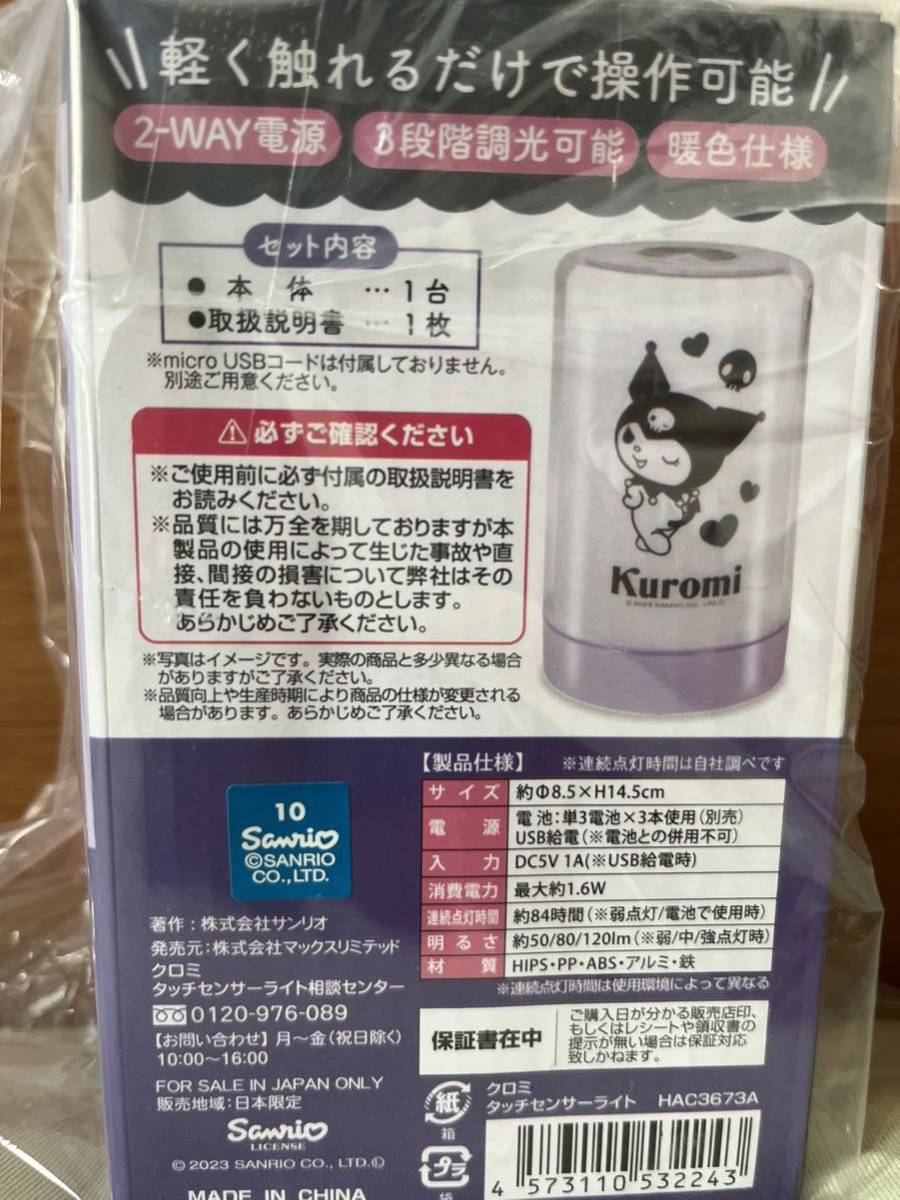 軽く触れるだけで操作可能
2-WAY電源 3段階調光可能 暖色仕様
セット内容
●本体 … 1台
●取扱説明書 … 1枚
※micro USBコードは付属しておりません。
別途ご用意ください。
⚠必ずご確認ください
※ご使用前に必ず付属の取扱説明書を
お読みください。
※品質には万全を期しておりますが本
製品の使用によって生じた事故や直
接、間接の損害について弊社はその
責任を負わないものとします。
あらかじめご了承ください。
※写真はイメージです。実際の商品と多少異なる場合
がありますがご了承ください。
※品質向上や生産時期により商品の仕様が変更される
場合があります。あらかじめご了承ください。
Kuromi
©2023 SANRIO CO., LTD.Ⓛ
【製品仕様】 ※連続点灯時間は自社調べです
サイズ 約Φ8.5×H14.5cm
電源 電池:単3電池×3本使用(別売)
USB給電(※電池との併用不可)
入力 DC5V 1A(※USB給電時)
消費電力 最大約1.6W
連続点灯時間 約84時間(※弱点灯/電池で使用時)
明るさ 約50/80/120lm(※弱/中/強点灯時)
材質 HIPS・PP・ABS・アルミ・鉄
※連続点灯時間は使用環境によって異なる
10
Sanrio
©SANRIO
CO.,LTD.
著作:株式会社サンリオ
発売元:株式会社マックスリミテッド
クロミ
タッチセンサーライト相談センター
0120-976-089
【お問い合わせ】月～金(祝日除く)
10:00～16:00
FOR SALE IN JAPAN ONLY
販売地域:日本限定
Sanrio
LICENSE
© 2023 SANRIO CO., LTD.Ⓛ
MADE IN CHINA
保証書在中
ご購入日が分かる販売店印、
もしくはレシートや領収書の
提示が無い場合は保証対応
致しかねます。
紙
箱
プラ
袋
クロミ
タッチセンサーライト HAC3673A
4 573110 532243